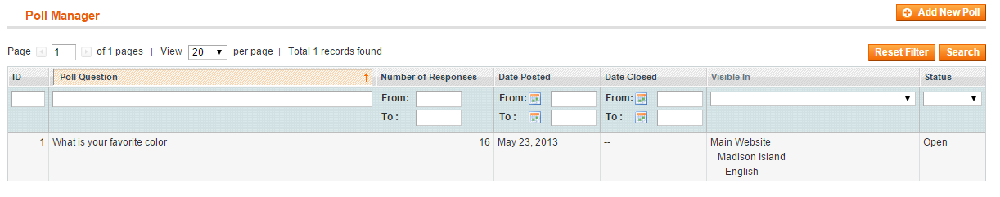 Poll Manager
Add New Poll
Page 1 of 1 pages | View 20 per page | Total 1 records found
Reset Filter Search
ID Poll Question Number of Responses Date Posted Date Closed Visible In Status
From: From: From:
To : To : To :
1 What is your favorite color 16 May 23, 2013 -- Main Website Open
Madison Island
English